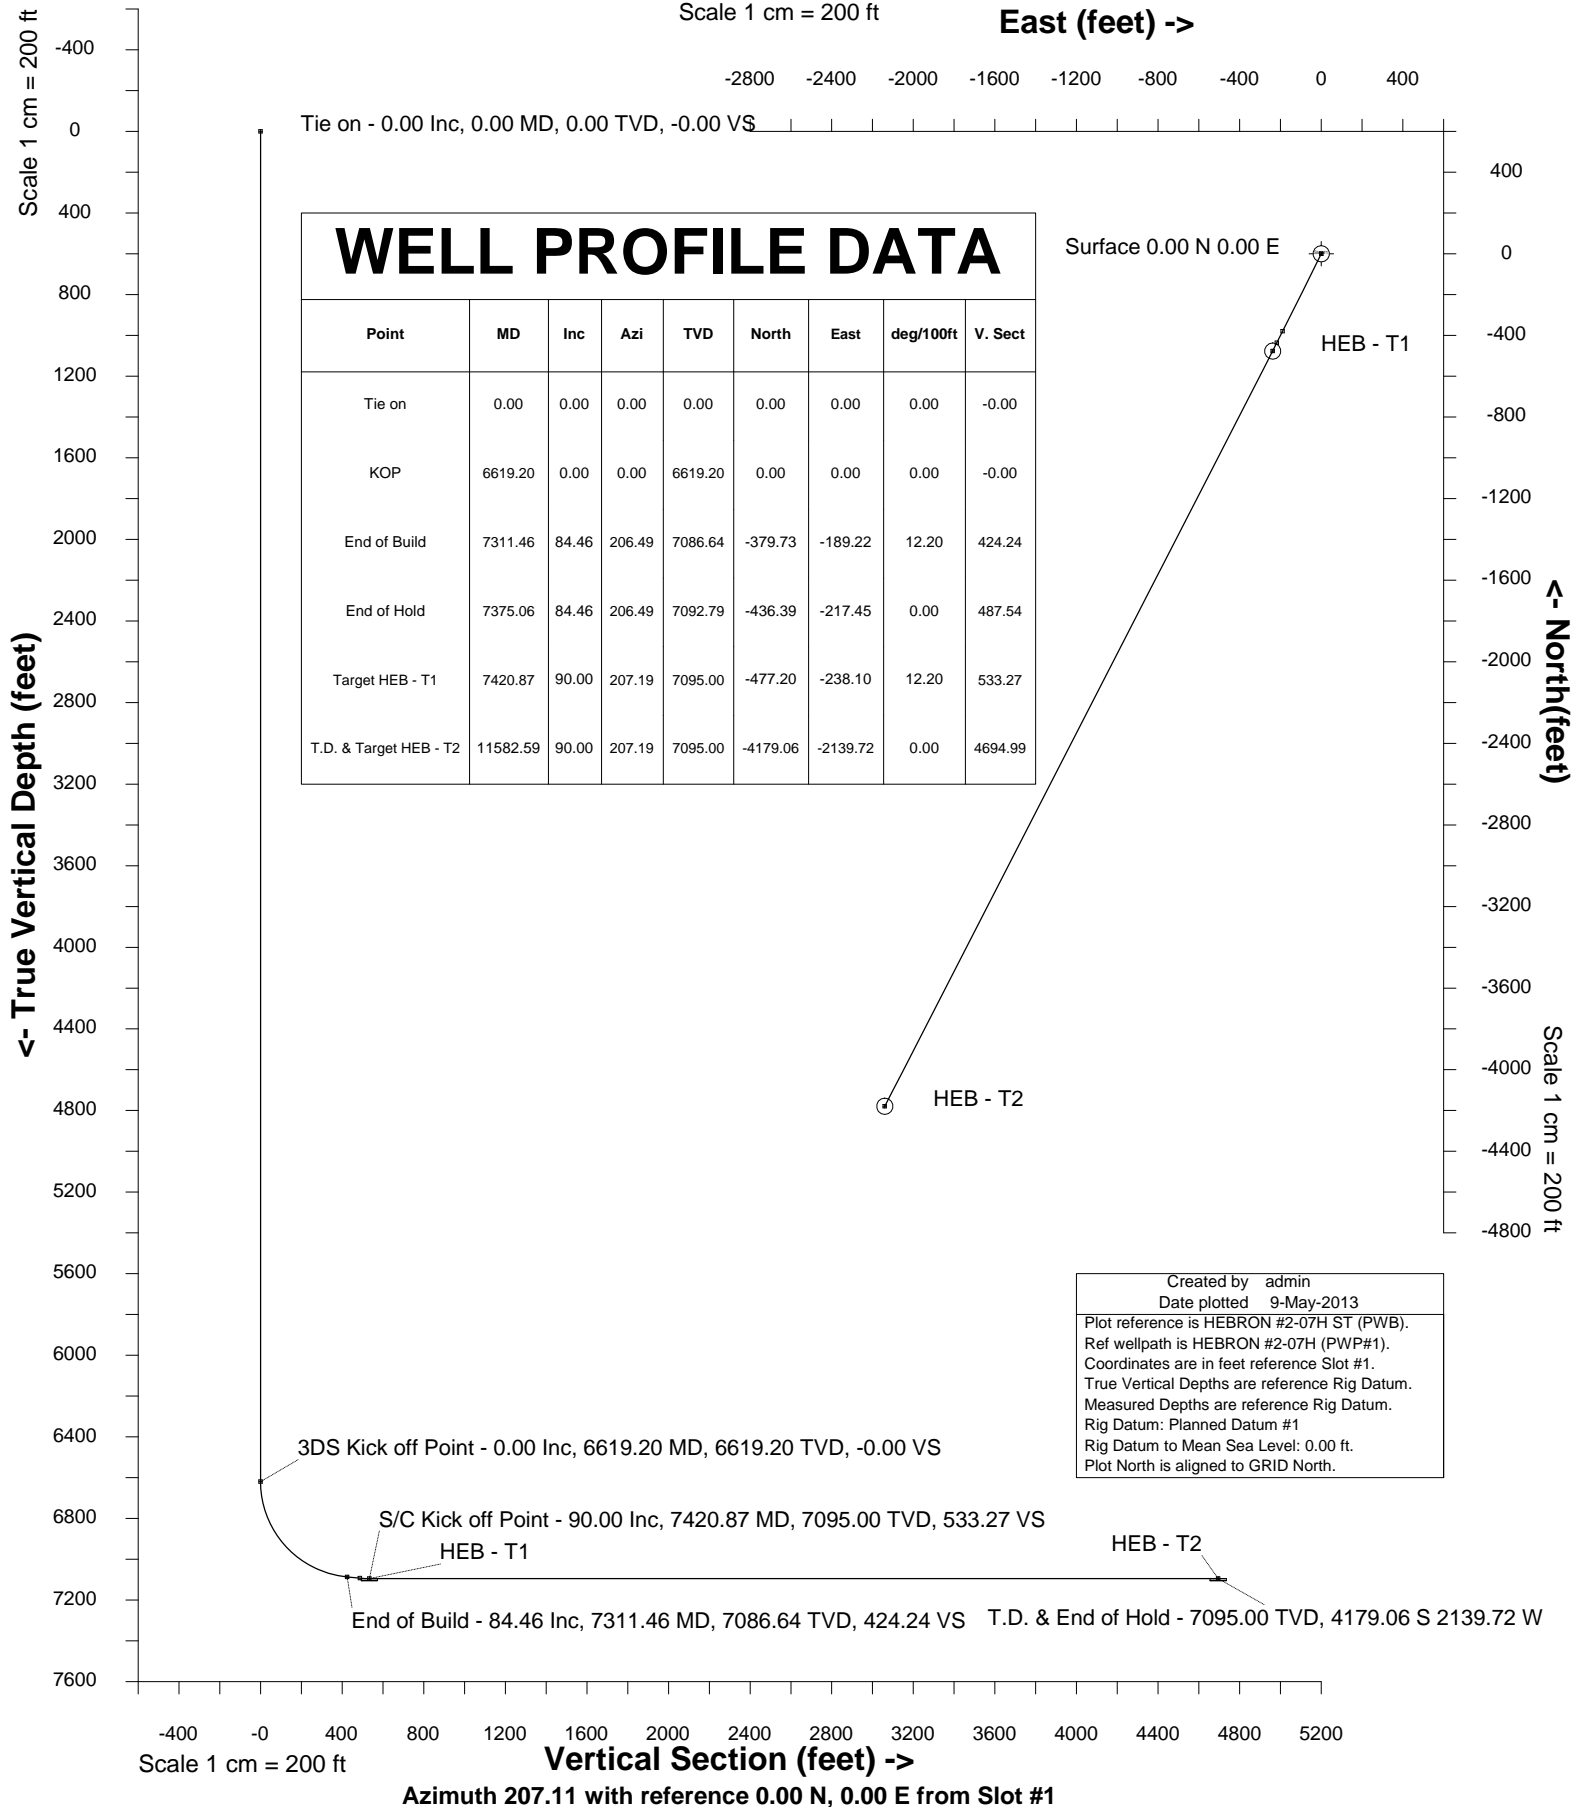 Scale 1 cm = 200 ft
East (feet) ->
-2800 -2400 -2000 -1600 -1200 -800 -400 0 400
Scale 1 cm = 200 ft
<- True Vertical Depth (feet)
-400
0
400
800
1200
1600
2000
2400
2800
3200
3600
4000
4400
4800
5200
5600
6000
6400
6800
7200
7600
Tie on - 0.00 Inc, 0.00 MD, 0.00 TVD, -0.00 VS
WELL PROFILE DATA
Point MD Inc Azi TVD North East deg/100ft V. Sect
Tie on 0.00 0.00 0.00 0.00 0.00 0.00 0.00 -0.00
KOP 6619.20 0.00 0.00 6619.20 0.00 0.00 0.00 -0.00
End of Build 7311.46 84.46 206.49 7086.64 -379.73 -189.22 12.20 424.24
End of Hold 7375.06 84.46 206.49 7092.79 -436.39 -217.45 0.00 487.54
Target HEB - T1 7420.87 90.00 207.19 7095.00 -477.20 -238.10 12.20 533.27
T.D. & Target HEB - T2 11582.59 90.00 207.19 7095.00 -4179.06 -2139.72 0.00 4694.99
Surface 0.00 N 0.00 E
HEB - T1
HEB - T2
400
0
-400
-800
-1200
-1600
-2000
-2400
-2800
-3200
-3600
-4000
-4400
-4800
<- North(feet)
Scale 1 cm = 200 ft
Created by admin
Date plotted 9-May-2013
Plot reference is HEBRON #2-07H ST (PWB).
Ref wellpath is HEBRON #2-07H (PWP#1).
Coordinates are in feet reference Slot #1.
True Vertical Depths are reference Rig Datum.
Measured Depths are reference Rig Datum.
Rig Datum: Planned Datum #1
Rig Datum to Mean Sea Level: 0.00 ft.
Plot North is aligned to GRID North.
3DS Kick off Point - 0.00 Inc, 6619.20 MD, 6619.20 TVD, -0.00 VS
S/C Kick off Point - 90.00 Inc, 7420.87 MD, 7095.00 TVD, 533.27 VS
HEB - T1
HEB - T2
End of Build - 84.46 Inc, 7311.46 MD, 7086.64 TVD, 424.24 VS
T.D. & End of Hold - 7095.00 TVD, 4179.06 S 2139.72 W
-400 -0 400 800 1200 1600 2000 2400 2800 3200 3600 4000 4400 4800 5200
Scale 1 cm = 200 ft
Vertical Section (feet) ->
Azimuth 207.11 with reference 0.00 N, 0.00 E from Slot #1